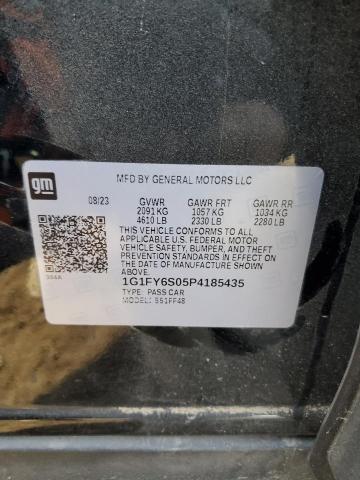 gm
MFD BY GENERAL MOTORS LLC
08/23 GVWR GAWR FRT GAWR RR
2091 KG 1057 KG 1034 KG
4610 LB 2330 LB 2280 LB
THIS VEHICLE CONFORMS TO ALL
APPLICABLE U.S. FEDERAL MOTOR
VEHICLE SAFETY, BUMPER, AND THEFT
PREVENTION STANDARDS IN EFFECT ON
THE DATE OF MANUFACTURE SHOWN
ABOVE.
1G1FY6S05P4185435
TYPE: PASS CAR